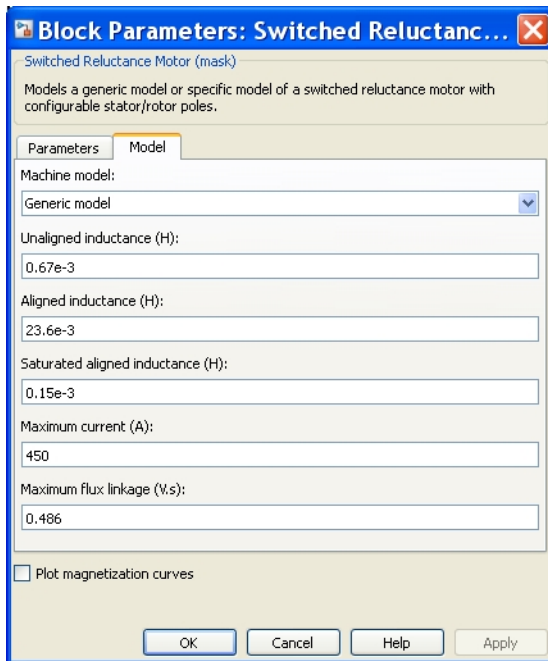 Block Parameters: Switched Reluctanc...
Switched Reluctance Motor (mask)
Models a generic model or specific model of a switched reluctance motor with
configurable stator/rotor poles.
Parameters
Model
Machine model:
Generic model
Unaligned inductance (H):
0.67e-3
Aligned inductance (H):
23.6e-3
Saturated aligned inductance (H):
0.15e-3
Maximum current (A):
450
Maximum flux linkage (V.s):
0.486
Plot magnetization curves
OK
Cancel
Help
Apply